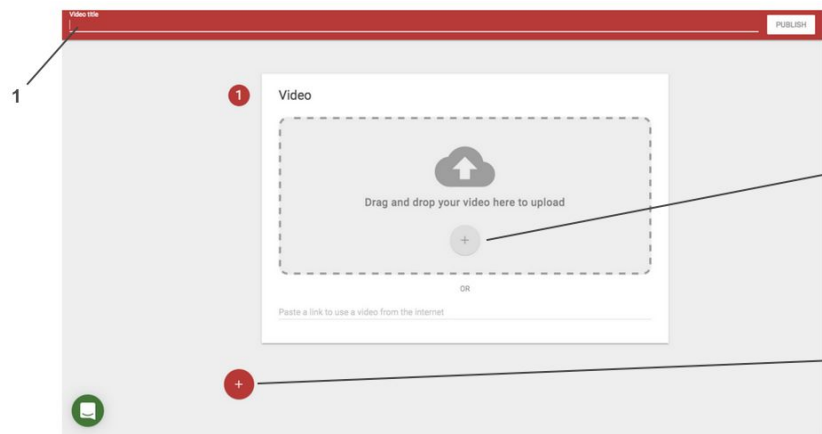 Video title
PUBLISH
1
1
Video
Drag and drop your video here to upload
+
OR
Paste a link to use a video from the internet
+